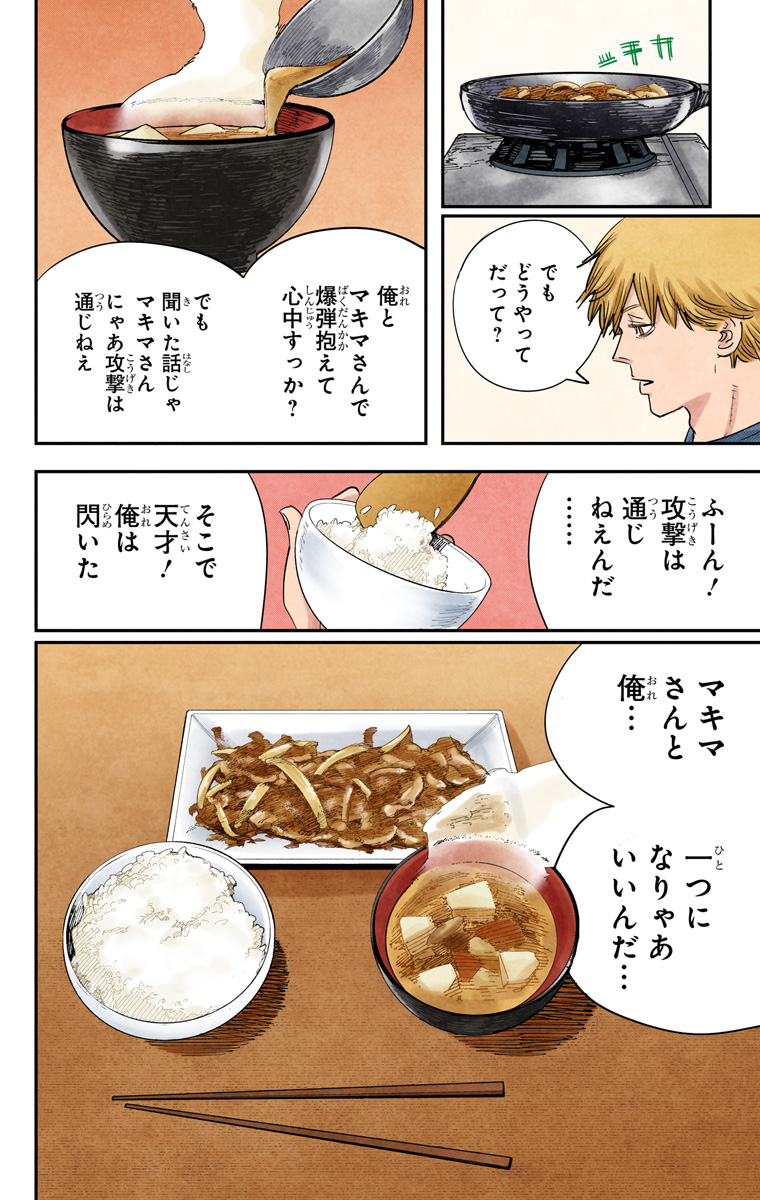 でも
どうやって
だって？
俺と
マキマさんで
爆弾抱えて
心中すっか？
でも
聞いた話じゃ
マキマさん
にゃあ攻撃は
通じねえ
ふーん！
攻撃は
通じ
ねえんだ
……
そこで
天才！
俺は
閃いた
マキマ
さんと
俺…
一つに
なりゃあ
いいんだ…